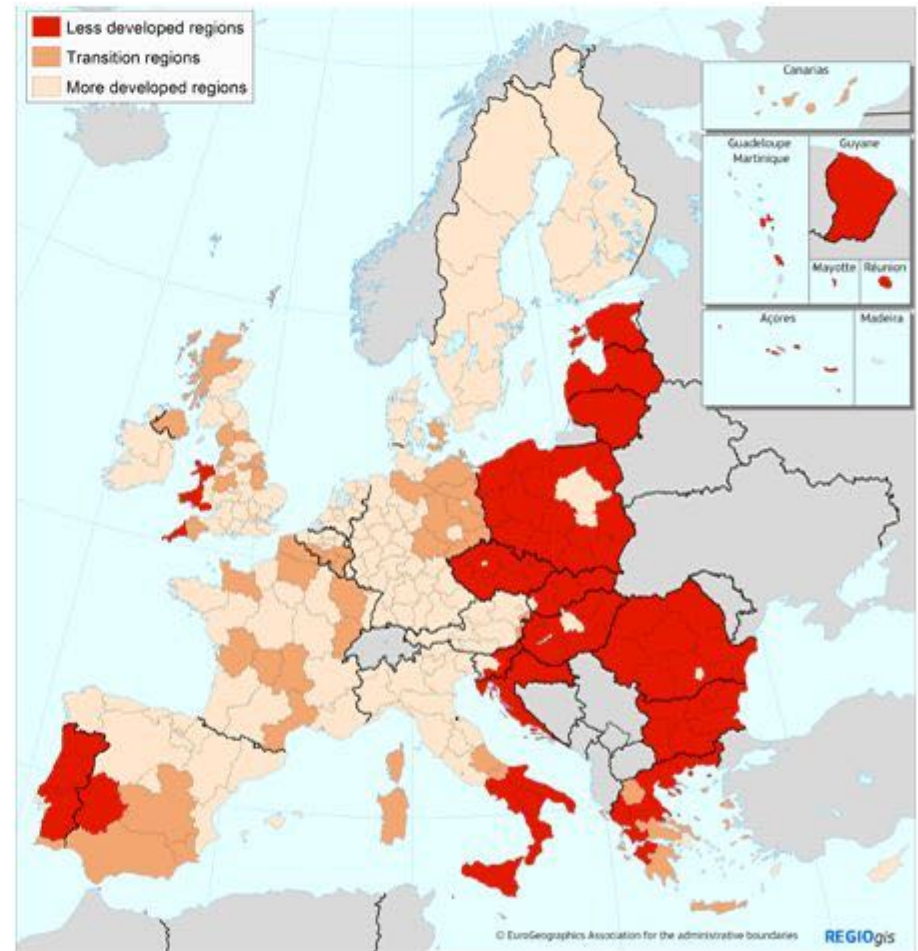 Less developed regions
Transition regions
More developed regions
Canarias
Guadeloupe
Martinique
Guyane
Mayotte
Réunion
Açores
Madeira
© EuroGeographics Association for the administrative boundaries
REGIOgis